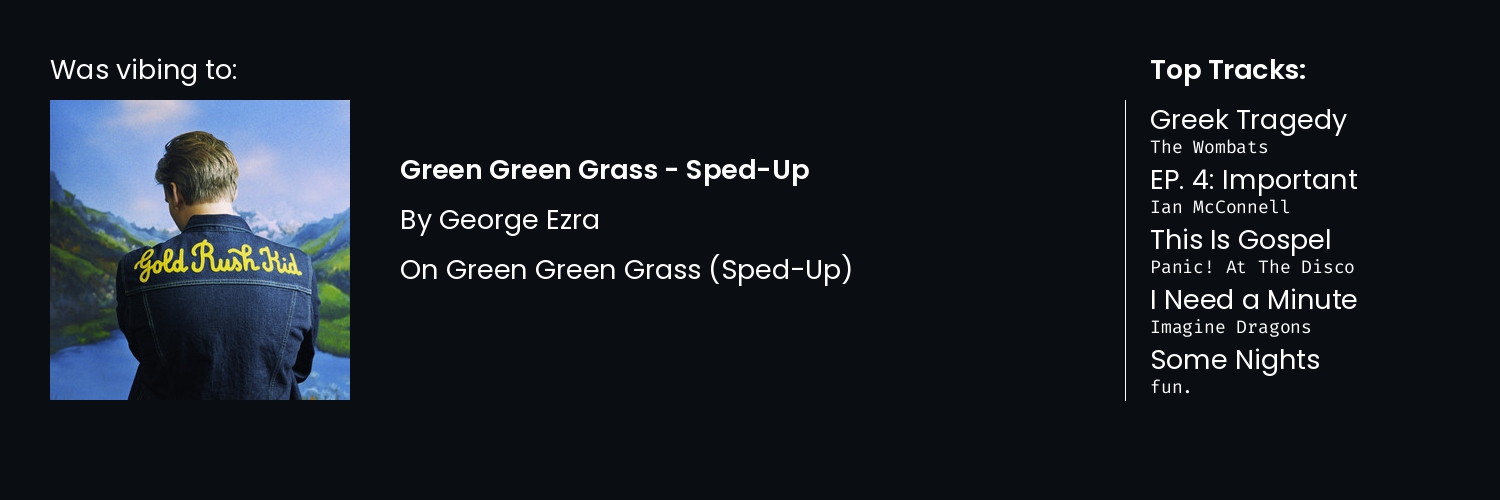 Was vibing to:
Gold Rush Kid
Green Green Grass - Sped-Up
By George Ezra
On Green Green Grass (Sped-Up)
Top Tracks:
Greek Tragedy
The Wombats
EP. 4: Important
Ian McConnell
This Is Gospel
Panic! At The Disco
I Need a Minute
Imagine Dragons
Some Nights
fun.